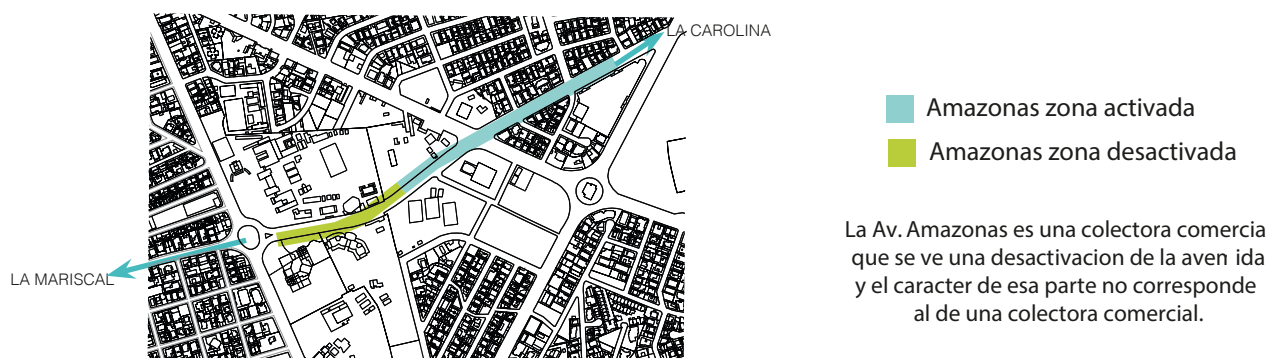 LA CAROLINA
LA MARISCAL
Amazonas zona activada
Amazonas zona desactivada
La Av. Amazonas es una colectora comercia
que se ve una desactivacion de la aven ida
y el caracter de esa parte no corresponde
al de una colectora comercial.